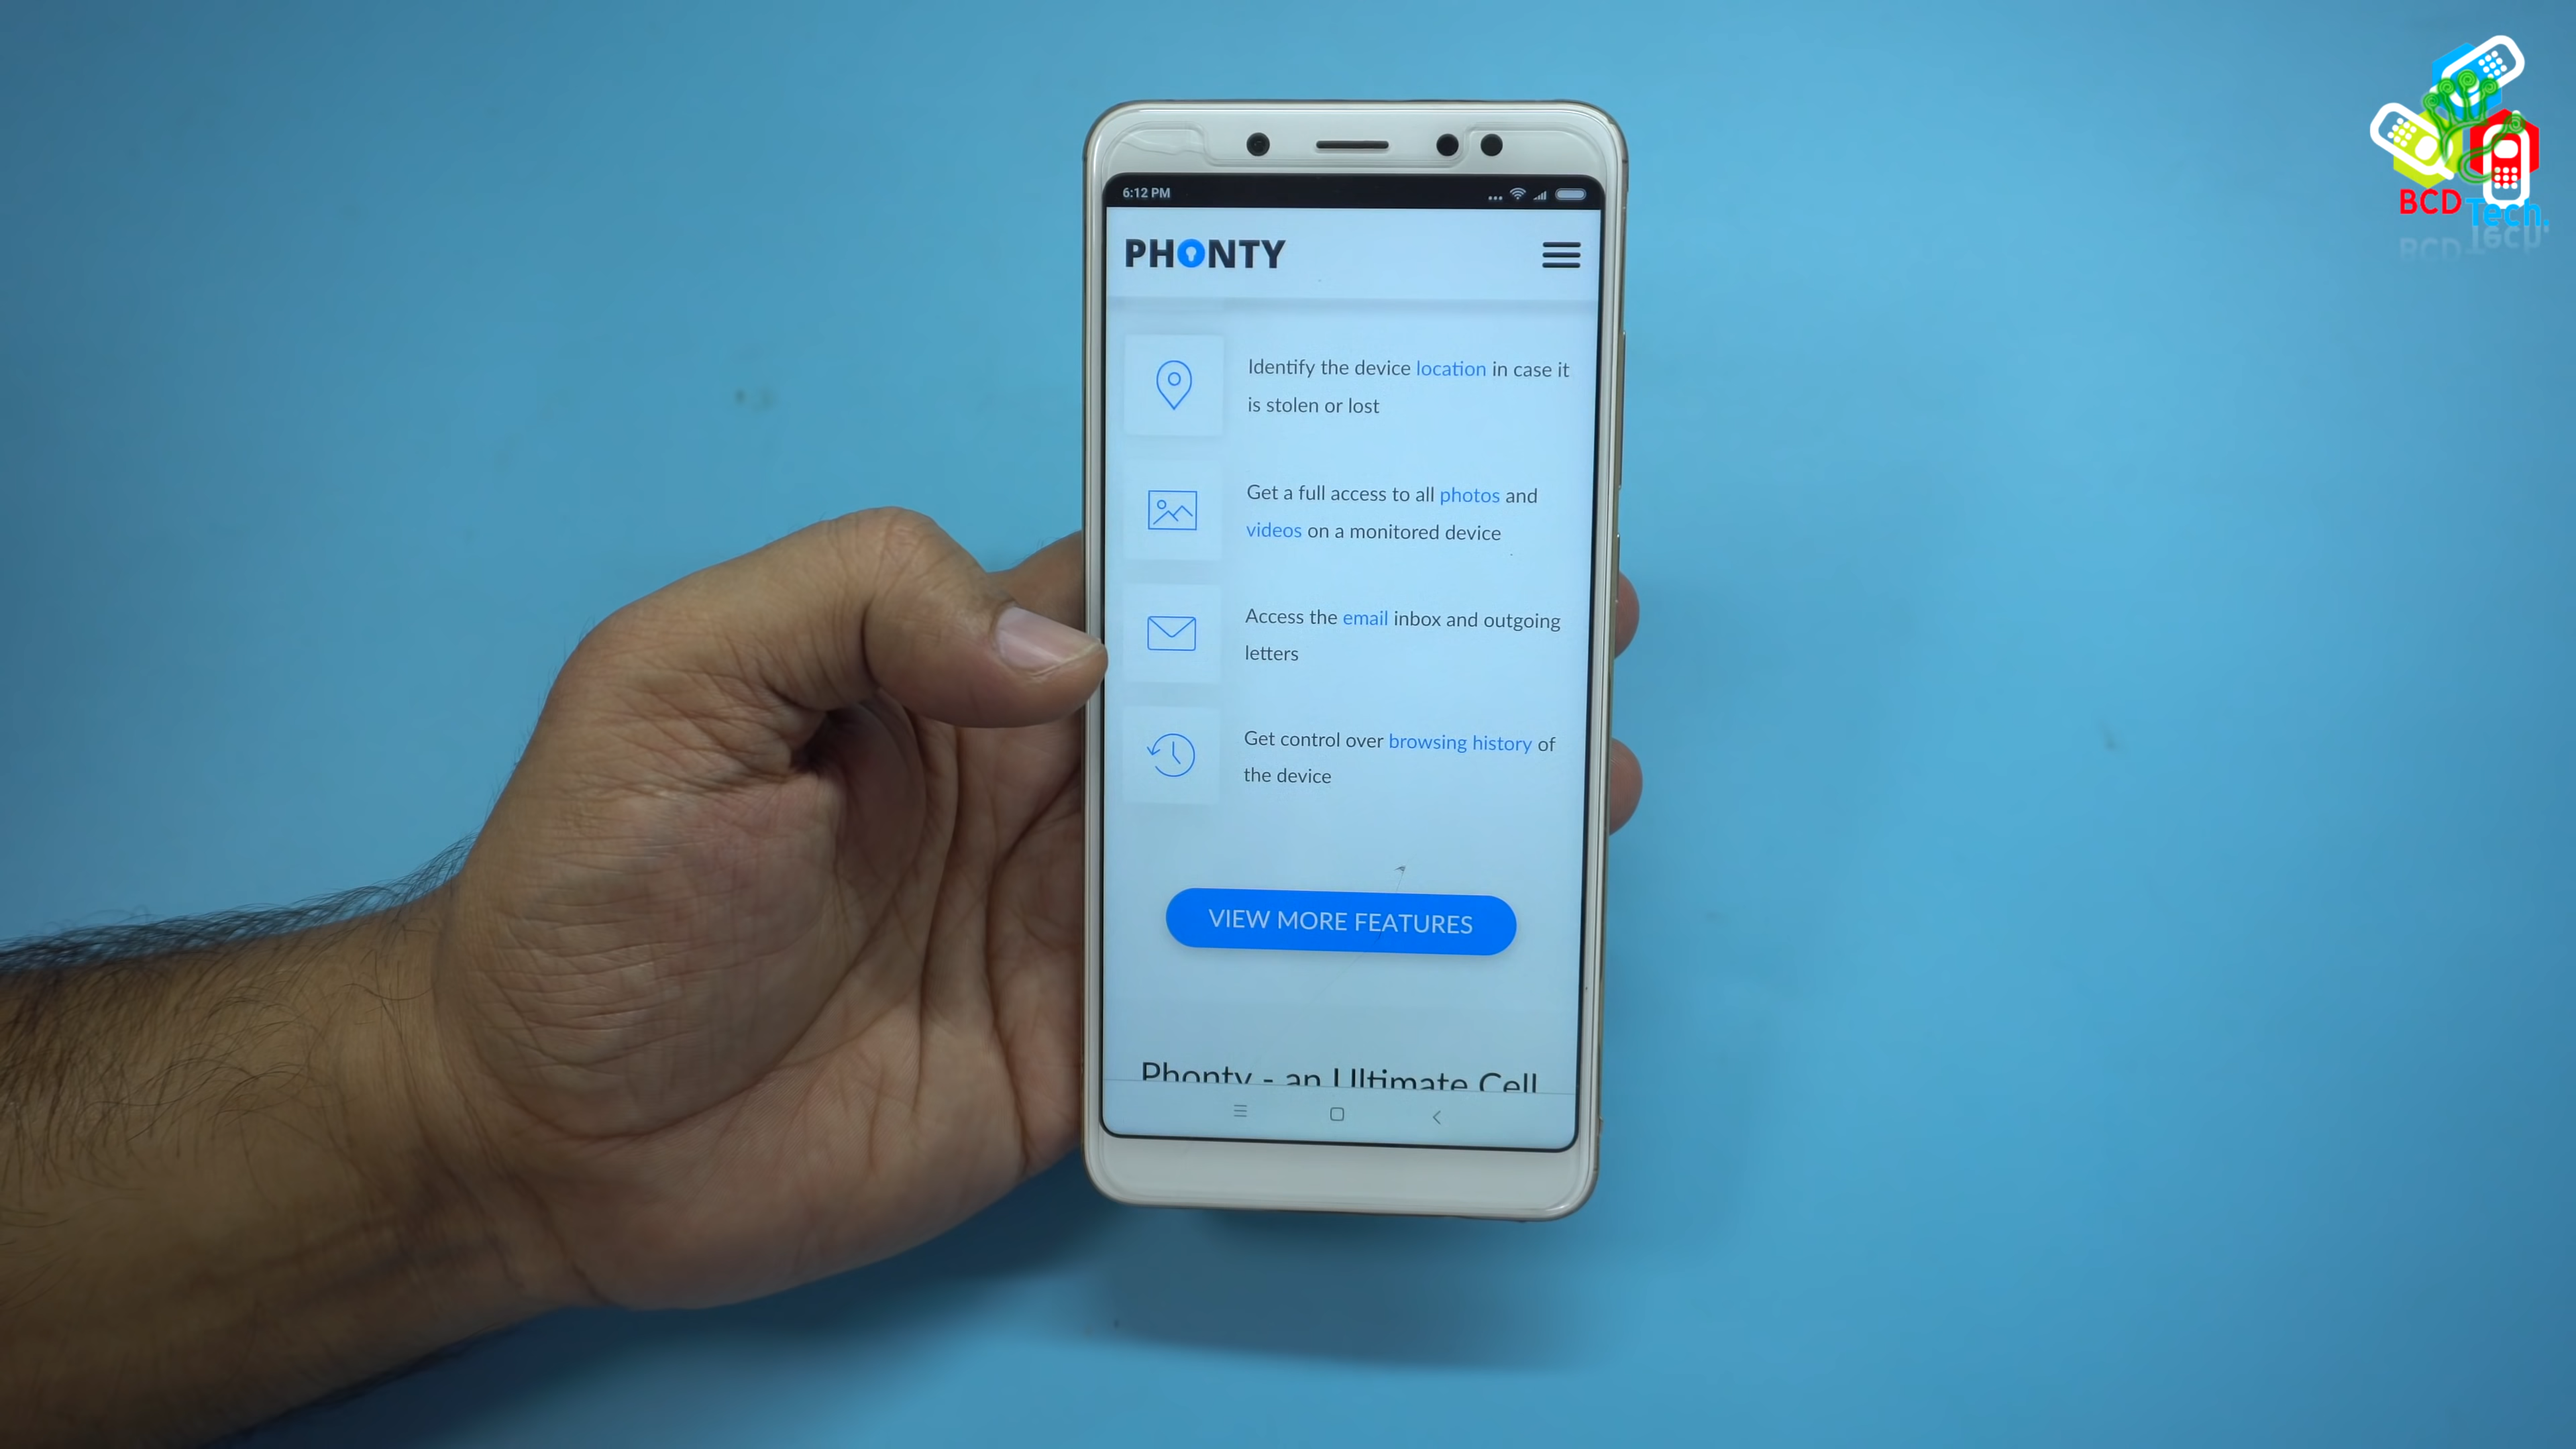 BCD Tech.
6:12 PM
PHONTY
Identify the device location in case it
is stolen or lost
Get a full access to all photos and
videos on a monitored device
Access the email inbox and outgoing
letters
Get control over browsing history of
the device
VIEW MORE FEATURES
Phonty - an Ultimate Cell